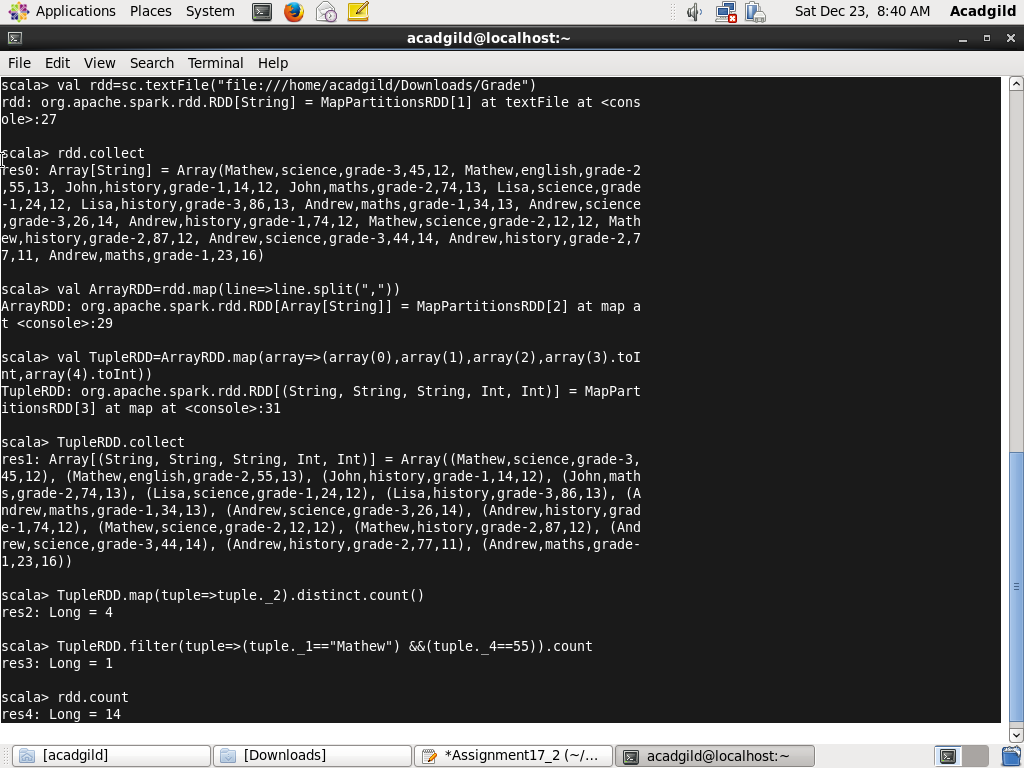 Applications Places System Sat Dec 23, 8:40 AM Acadgild
acadgild@localhost:~
File Edit View Search Terminal Help
scala> val rdd=sc.textFile("file:///home/acadgild/Downloads/Grade")
rdd: org.apache.spark.rdd.RDD[String] = MapPartitionsRDD[1] at textFile at <cons
ole>:27
scala> rdd.collect
res0: Array[String] = Array(Mathew,science,grade-3,45,12, Mathew,english,grade-2
,55,13, John,history,grade-1,14,12, John,maths,grade-2,74,13, Lisa,science,grade
-1,24,12, Lisa,history,grade-3,86,13, Andrew,maths,grade-1,34,13, Andrew,science
,grade-3,26,14, Andrew,history,grade-1,74,12, Mathew,science,grade-2,12,12, Math
ew,history,grade-2,87,12, Andrew,science,grade-3,44,14, Andrew,history,grade-2,7
7,11, Andrew,maths,grade-1,23,16)
scala> val ArrayRDD=rdd.map(line=>line.split(","))
ArrayRDD: org.apache.spark.rdd.RDD[Array[String]] = MapPartitionsRDD[2] at map a
t <console>:29
scala> val TupleRDD=ArrayRDD.map(array=>(array(0),array(1),array(2),array(3).toI
nt,array(4).toInt))
TupleRDD: org.apache.spark.rdd.RDD[(String, String, String, Int, Int)] = MapPart
itionsRDD[3] at map at <console>:31
scala> TupleRDD.collect
res1: Array[(String, String, String, Int, Int)] = Array((Mathew,science,grade-3,
45,12), (Mathew,english,grade-2,55,13), (John,history,grade-1,14,12), (John,math
s,grade-2,74,13), (Lisa,science,grade-1,24,12), (Lisa,history,grade-3,86,13), (A
ndrew,maths,grade-1,34,13), (Andrew,science,grade-3,26,14), (Andrew,history,grad
e-1,74,12), (Mathew,science,grade-2,12,12), (Mathew,history,grade-2,87,12), (And
rew,science,grade-3,44,14), (Andrew,history,grade-2,77,11), (Andrew,maths,grade-
1,23,16))
scala> TupleRDD.map(tuple=>tuple._2).distinct.count()
res2: Long = 4
scala> TupleRDD.filter(tuple=>(tuple._1=="Mathew") &&(tuple._4==55)).count
res3: Long = 1
scala> rdd.count
res4: Long = 14
[acadgild] [Downloads] *Assignment17_2 (~/... acadgild@localhost:~